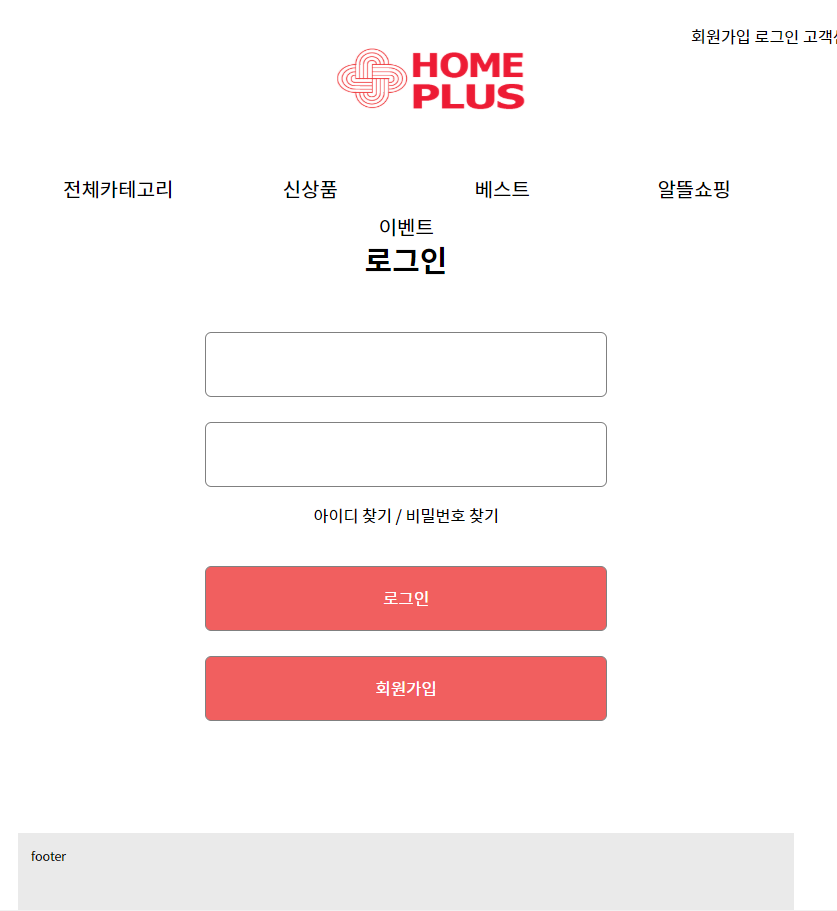 회원가입 로그인 고객
HOME
PLUS
전체카테고리 신상품 베스트 알뜰쇼핑
이벤트
로그인
아이디 찾기 / 비밀번호 찾기
로그인
회원가입
footer